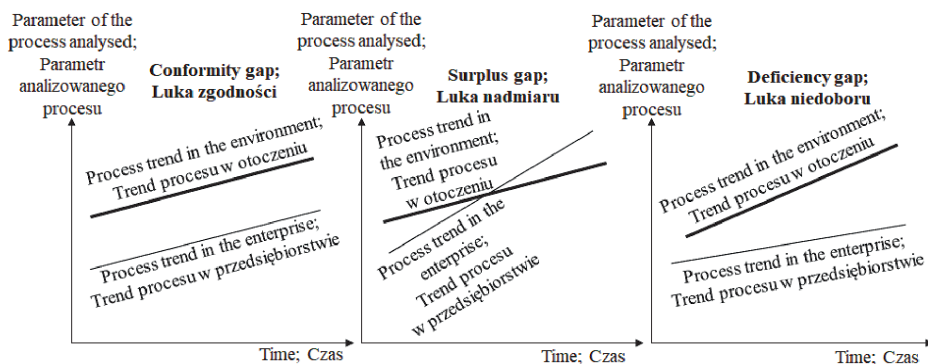 Parameter of the
process analysed;
Parametr
analizowanego
procesu
Conformity gap;
Luka zgodności
Process trend in the environment;
Trend procesu w otoczeniu
Process trend in the enterprise;
Trend procesu w przedsiębiorstwie
Time; Czas
Parameter of the
process analysed;
Parametr
analizowanego
procesu
Surplus gap;
Luka nadmiaru
Process trend in
the environment;
Trend procesu
w otoczeniu
Process trend in the
enterprise;
Trend procesu
w przedsiębiorstwie
Time; Czas
Parameter of the
process analysed;
Parametr
analizowanego
procesu
Deficiency gap;
Luka niedoboru
Process trend in the environment;
Trend procesu w otoczeniu
Process trend in the enterprise;
Trend procesu w przedsiębiorstwie
Time; Czas